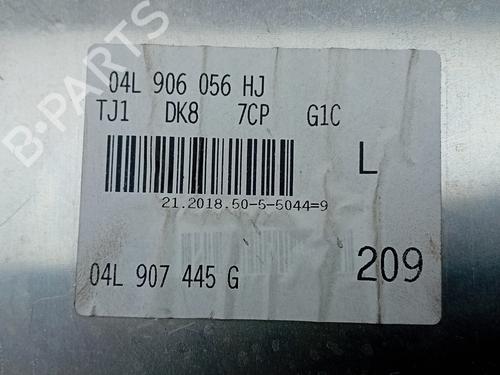 B-PARTS
04L 906 056 HJ
TJ1 DK8 7CP G1C
L
21.2018.50-5-5044=9
04L 907 445 G
209